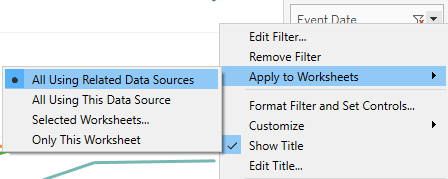 Event Date
Edit Filter...
Remove Filter
Apply to Worksheets
All Using Related Data Sources
All Using This Data Source
Selected Worksheets...
Only This Worksheet
Format Filter and Set Controls...
Customize
Show Title
Edit Title...